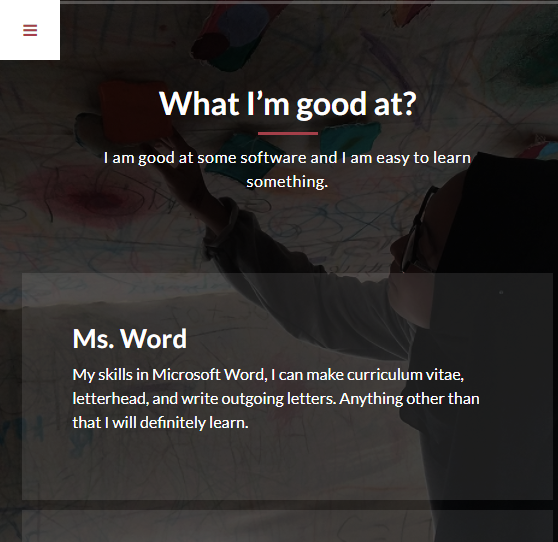 What I’m good at?
I am good at some software and I am easy to learn
something.
Ms. Word
My skills in Microsoft Word, I can make curriculum vitae,
letterhead, and write outgoing letters. Anything other than
that I will definitely learn.